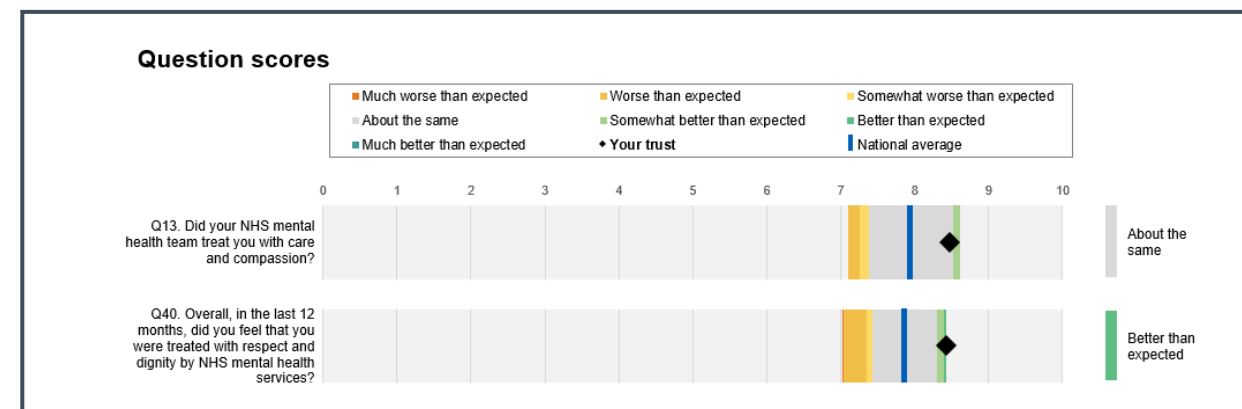 Question scores
Much worse than expected
Worse than expected
Somewhat worse than expected
About the same
Somewhat better than expected
Better than expected
Much better than expected
Your trust
National average
0 1 2 3 4 5 6 7 8 9 10
Q13. Did your NHS mental
health team treat you with care
and compassion?
About the
same
Q40. Overall, in the last 12
months, did you feel that you
were treated with respect and
dignity by NHS mental health
services?
Better than
expected